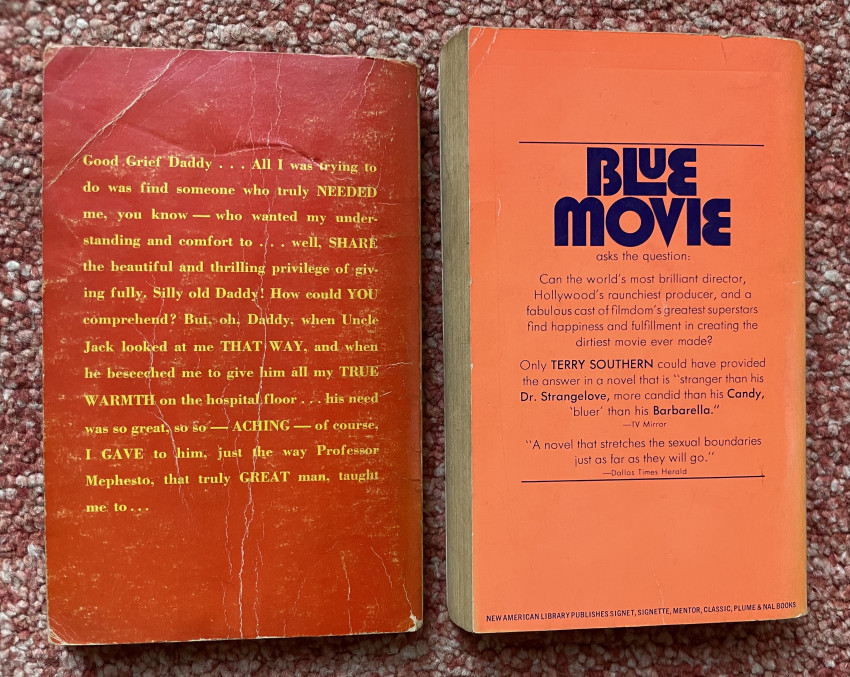 Good Grief Daddy . . . All I was trying to
do was find someone who truly NEEDED
me, you know — who wanted my under-
standing and comfort to . . . well, SHARE
the beautiful and thrilling privilege of giv-
ing fully. Silly old Daddy! How could YOU
comprehend? But, oh, Daddy, when Uncle
Jack looked at me THAT WAY, and when
he beseeched me to give him all my TRUE
WARMTH on the hospital floor . . . his need
was so great, so so — ACHING — of course,
I GAVE to him, just the way Professor
Mephesto, that truly GREAT man, taught
me to . . .
BLUE
MOVIE
asks the question:
Can the world's most brilliant director,
Hollywood's raunchiest producer, and a
fabulous cast of filmdom's greatest superstars
find happiness and fulfillment in creating the
dirtiest movie ever made?
Only TERRY SOUTHERN could have provided
the answer in a novel that is "stranger than his
Dr. Strangelove, more candid than his Candy,
'bluer' than his Barbarella."
—TV Mirror
"A novel that stretches the sexual boundaries
just as far as they will go."
—Dallas Times Herald
NEW AMERICAN LIBRARY PUBLISHES SIGNET, SIGNETTE, MENTOR, CLASSIC, PLUME & NAL BOOKS